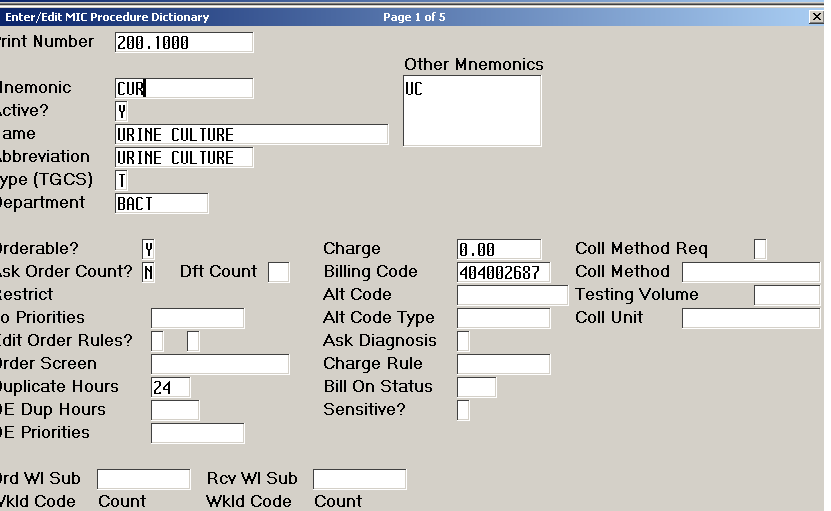 Enter/Edit MIC Procedure Dictionary Page 1 of 5
rint Number 200.1000
Other Mnemonics
nemonic CUR UC
ctive? Y
ame URINE CULTURE
bbreviation URINE CULTURE
ype (TGCS) T
epartment BACT
rderable? Y Charge 0.00 Coll Method Req
sk Order Count? N Dft Count Billing Code 404002687 Coll Method
estrict Alt Code Testing Volume
o Priorities Alt Code Type Coll Unit
dit Order Rules? Ask Diagnosis
rder Screen Charge Rule
uplicate Hours 24 Bill On Status
E Dup Hours Sensitive?
E Priorities
rd Wl Sub Rcv Wl Sub
Wkld Code Count Wkld Code Count